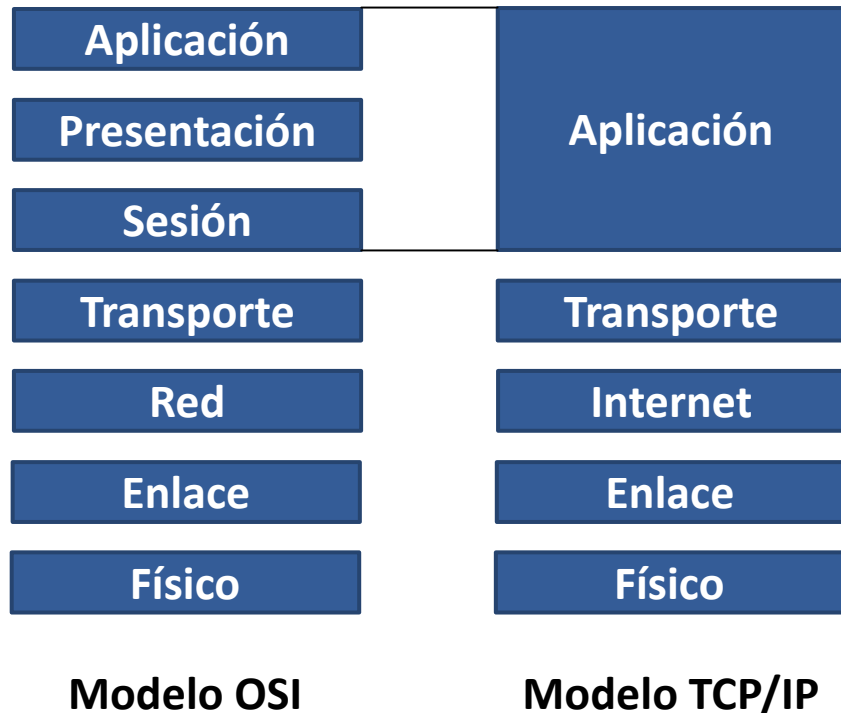 Aplicación
Presentación
Sesión
Transporte
Red
Enlace
Físico
Modelo OSI
Aplicación
Transporte
Internet
Enlace
Físico
Modelo TCP/IP